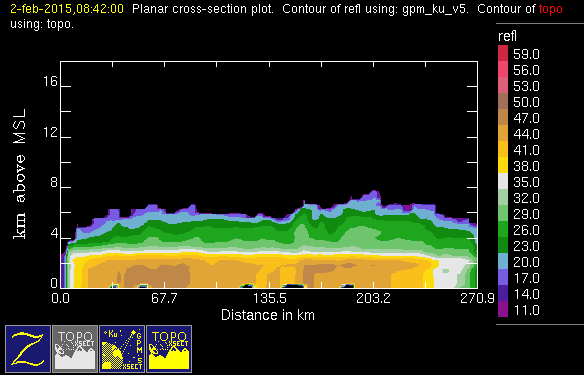 2-feb-2015,08:42:00 Planar cross-section plot. Contour of refl using: gpm_ku_v5. Contour of topo
using: topo.
refl
59.0
56.0
53.0
50.0
47.0
44.0
41.0
38.0
35.0
32.0
29.0
26.0
23.0
20.0
17.0
14.0
11.0
km above MSL
16
12
8
4
0
0.0 67.7 135.5 203.2 270.9
Distance in km
Z
TOPO
XSECT
"Ku"
GPM
XSECT
TOPO
XSECT